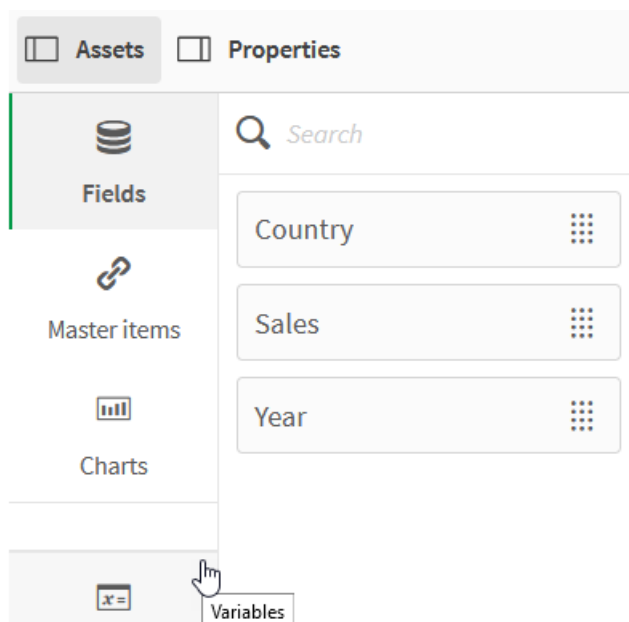 Assets Properties
Fields
Search
Country
Master items
Sales
Year
Charts
x=
Variables